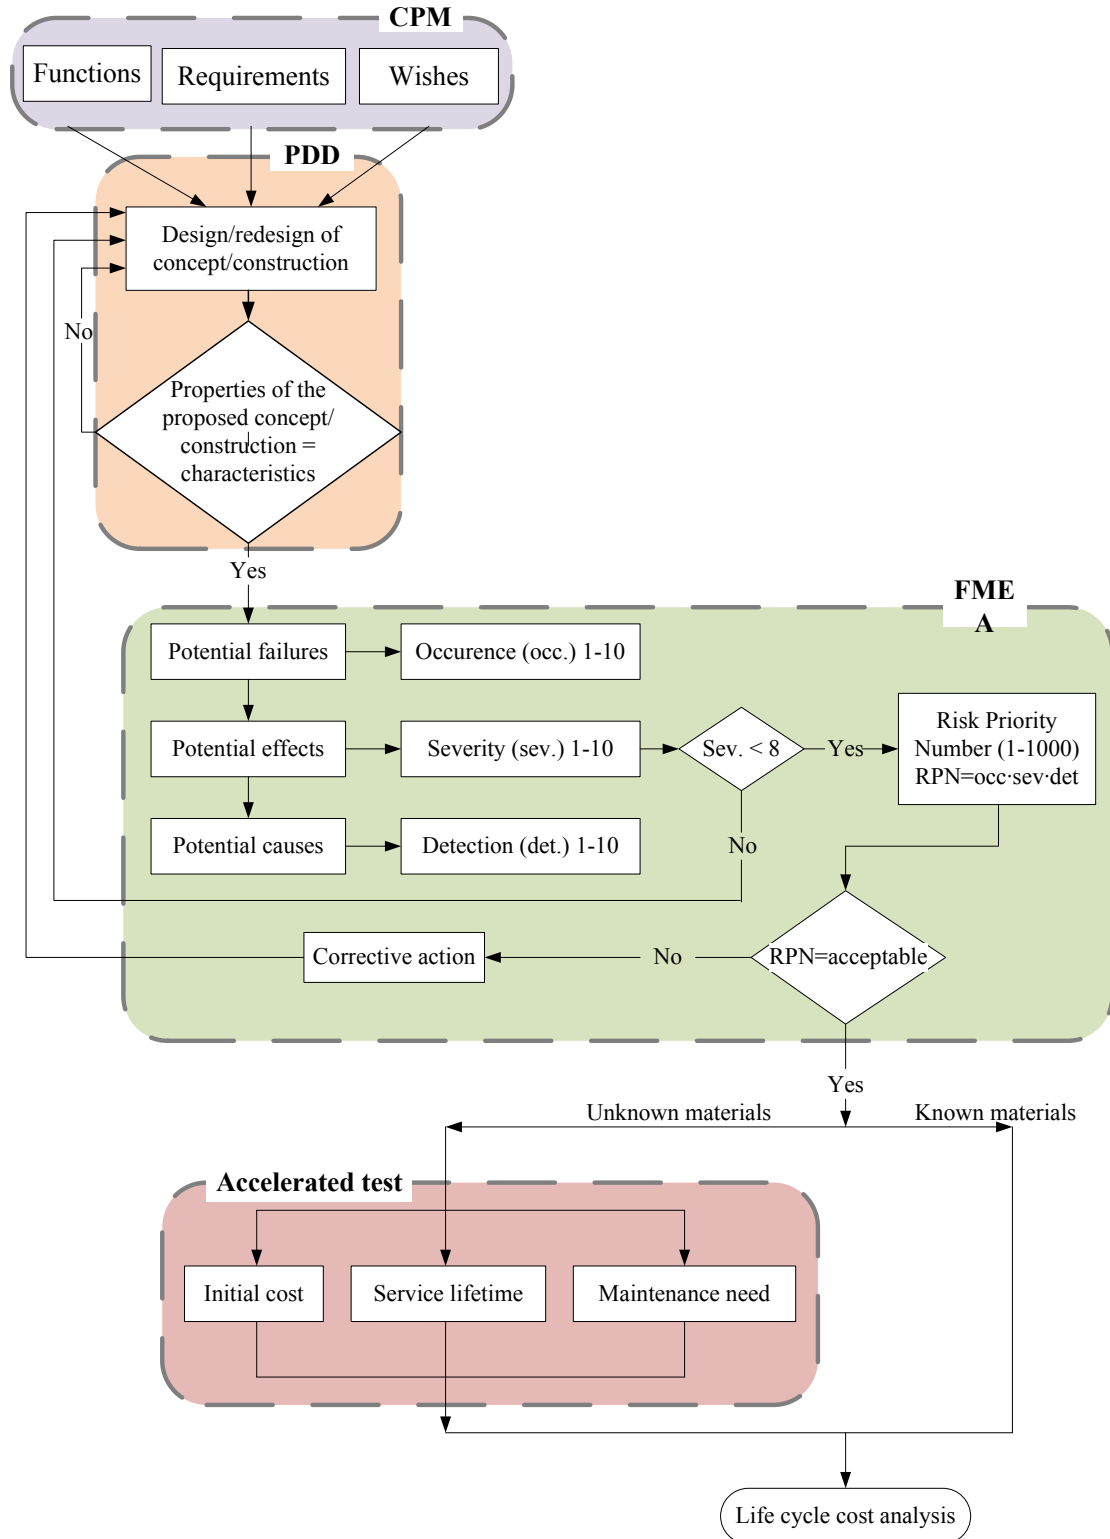 CPM
Functions
Requirements
Wishes
PDD
Design/redesign of
concept/construction
No
Properties of the
proposed concept/
construction =
characteristics
Yes
FME
A
Potential failures
Occurence (occ.) 1-10
Potential effects
Severity (sev.) 1-10
Sev. < 8
Yes
Risk Priority
Number (1-1000)
RPN=occ·sev·det
Potential causes
Detection (det.) 1-10
No
Corrective action
No
RPN=acceptable
Yes
Unknown materials
Known materials
Accelerated test
Initial cost
Service lifetime
Maintenance need
Life cycle cost analysis